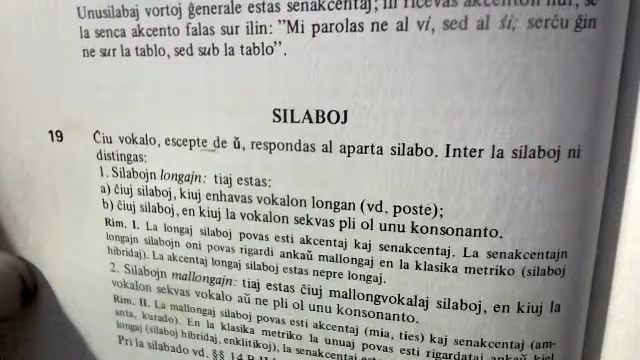 Unusilabaj vortoj ĝenerale estas senakcentaj; ili ricevas akcenton nur, se
la senca akcento falas sur ilin: ”Mi parolas ne al vi, sed al ŝi; serĉu ĝin
ne sur la tablo, sed sub la tablo”.
SILABOJ
19 Ĉiu vokalo, escepte de ŭ, respondas al aparta silabo. Inter la silaboj ni
distingas:
1. Silabojn longajn: tiaj estas:
a) ĉiuj silaboj, kiuj enhavas vokalon longan (vd. poste);
b) ĉiuj silaboj, en kiuj la vokalon sekvas pli ol unu konsonanto.
Rim. I. La longaj silaboj povas esti akcentaj kaj senakcentaj. La senakcentajn
longajn silabojn oni povas rigardi ankaŭ mallongaj en la klasika metriko (silaboj
hibridaj). La akcentaj longaj silaboj estas nepre longaj.
2. Silabojn mallongajn: tiaj estas ĉiuj mallongvokalaj silaboj, en kiuj la
vokalon sekvas vokalo aŭ ne pli ol unu konsonanto.
Rim. II. La mallongaj silaboj povas esti akcentaj (mia, ties) kaj senakcentaj (am-
anta, kurado). En la klasika metriko la unuaj povas esti rigardataj ankaŭ kiel
longaj (silaboj hibridaj, enklitikoj), la senakcentaj
Pri la silabado vd. §§